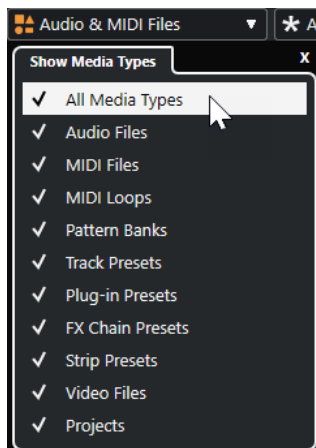 Audio & MIDI Files A
Show Media Types x
All Media Types
Audio Files
MIDI Files
MIDI Loops
Pattern Banks
Track Presets
Plug-in Presets
FX Chain Presets
Strip Presets
Video Files
Projects